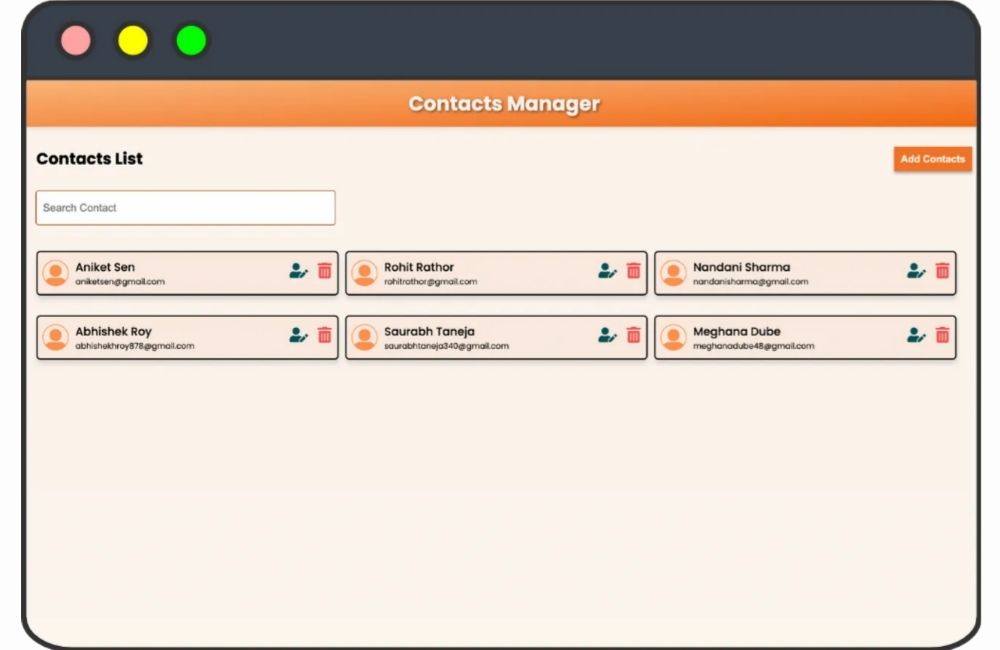 Contacts Manager
Contacts List
Add Contacts
Search Contact
Aniket Sen
aniketsen@gmail.com
Rohit Rathor
rohitrathor@gmail.com
Nandani Sharma
nandanisharma@gmail.com
Abhishek Roy
abhishekhroy878@gmail.com
Saurabh Taneja
saurabhtaneja340@gmail.com
Meghana Dube
meghanadube48@gmail.com